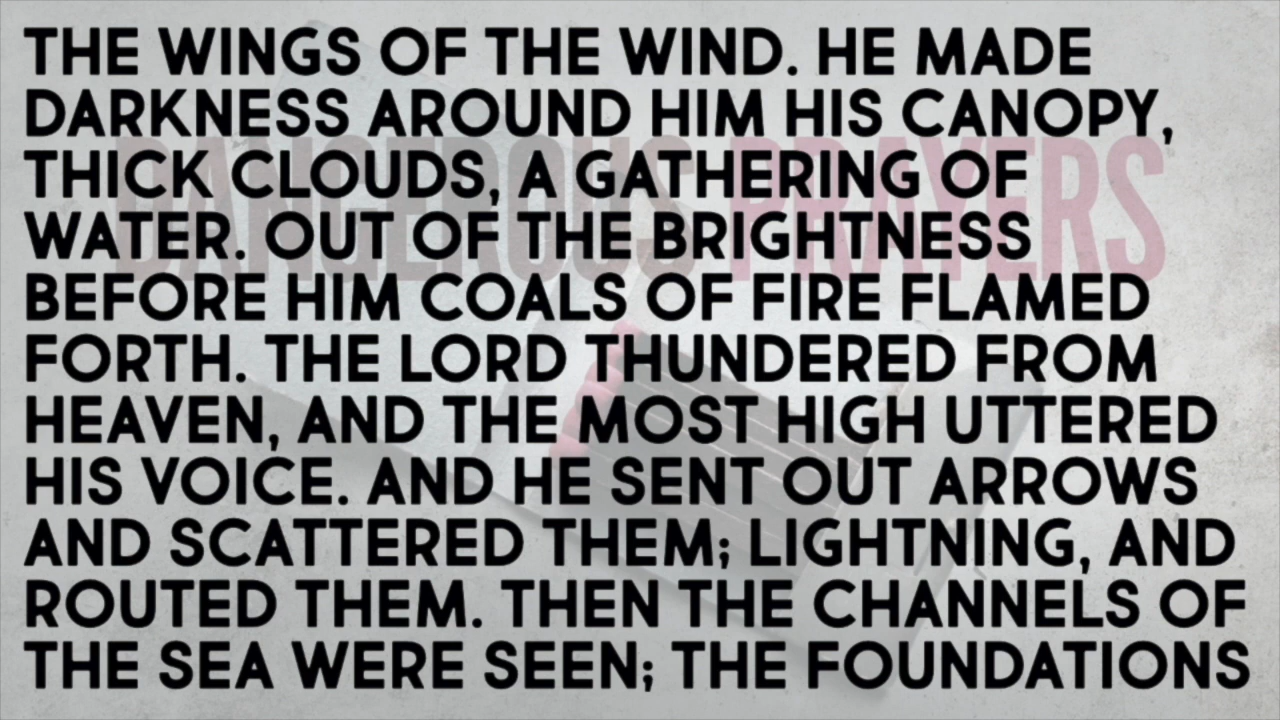 THE WINGS OF THE WIND. HE MADE
DARKNESS AROUND HIM HIS CANOPY,
THICK CLOUDS, A GATHERING OF
WATER. OUT OF THE BRIGHTNESS
BEFORE HIM COALS OF FIRE FLAMED
FORTH. THE LORD THUNDERED FROM
HEAVEN, AND THE MOST HIGH UTTERED
HIS VOICE. AND HE SENT OUT ARROWS
AND SCATTERED THEM; LIGHTNING, AND
ROUTED THEM. THEN THE CHANNELS OF
THE SEA WERE SEEN; THE FOUNDATIONS
DANGEROUS PRAYERS